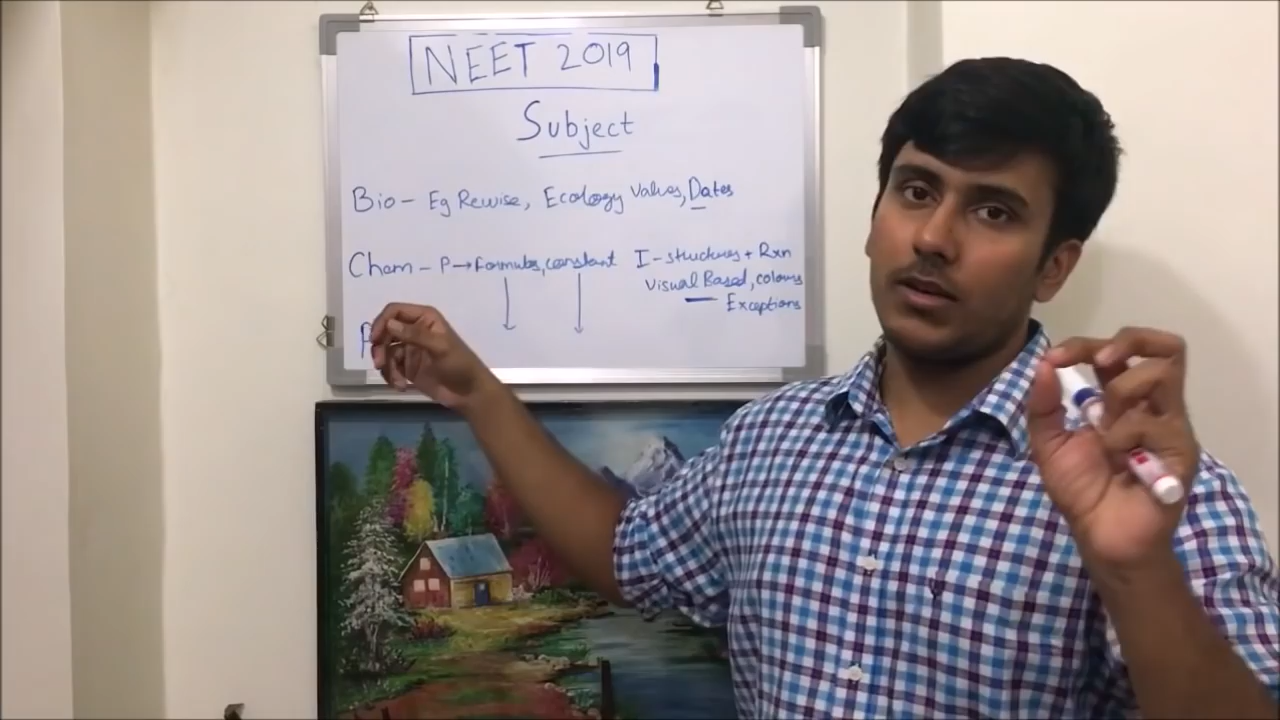 NEET 2019
Subject
Bio - Eg Rewise, Ecology Values, Dates
Chem - P → Formulas, constant I - structures + Rxn
Visual Based, colours
Exceptions
P